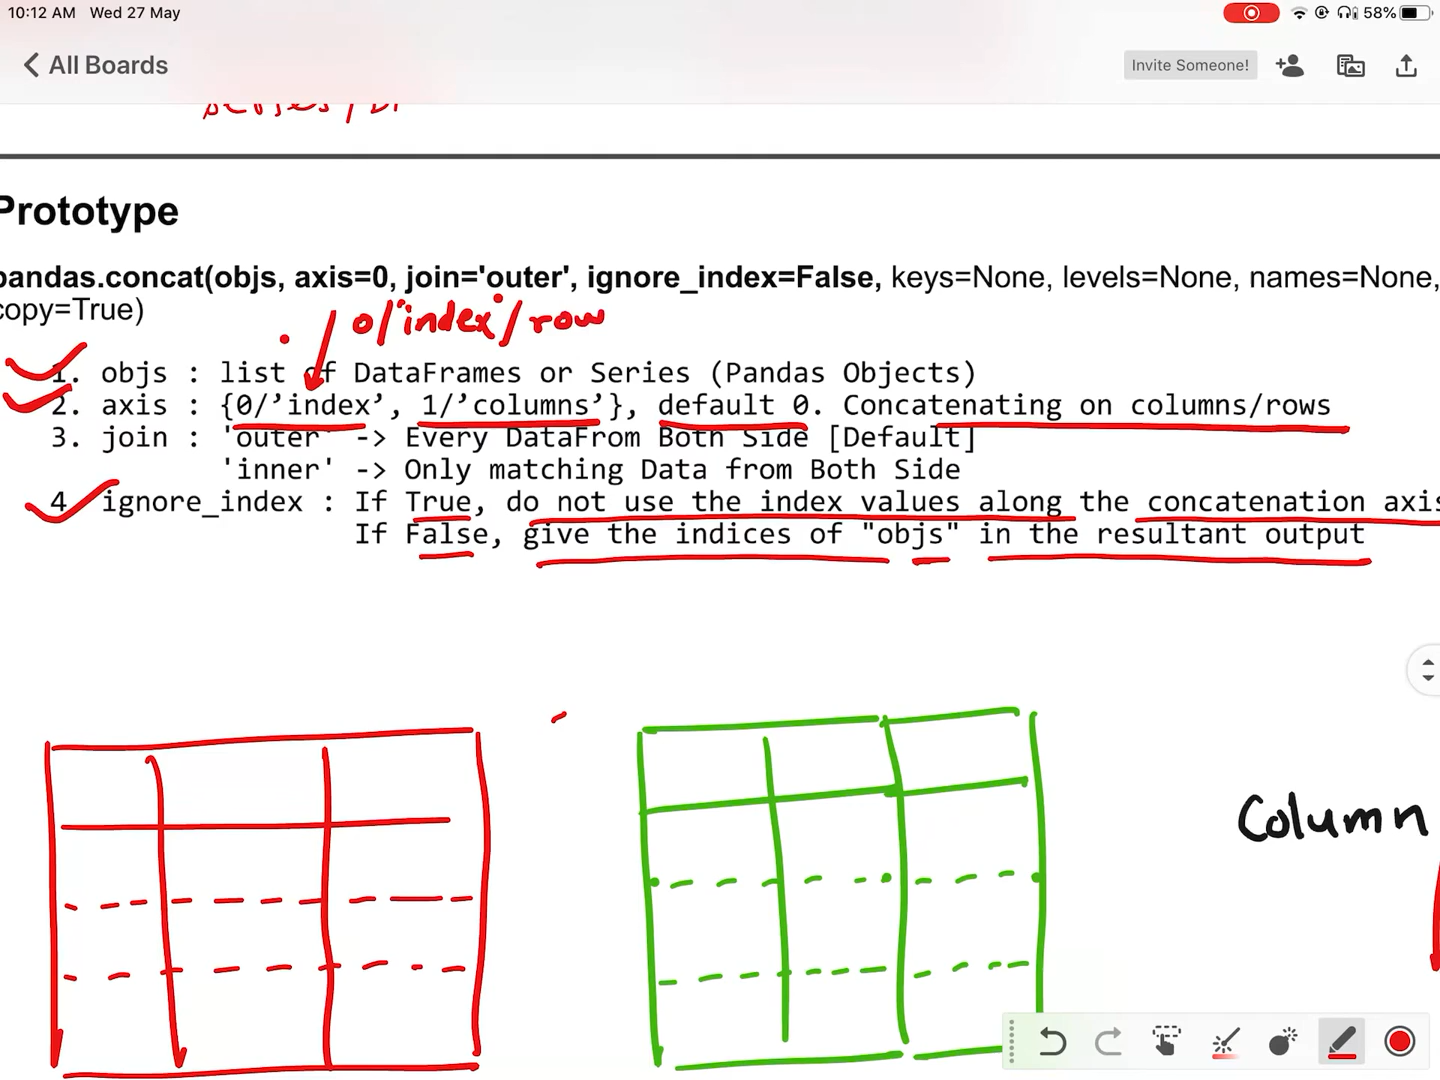 10:12 AM Wed 27 May
58%
All Boards
Invite Someone!
Prototype
pandas.concat(objs, axis=0, join='outer', ignore_index=False, keys=None, levels=None, names=None,
copy=True)
0/'index'/row
1. objs : list of DataFrames or Series (Pandas Objects)
2. axis : {0/’index’, 1/’columns’}, default 0. Concatenating on columns/rows
3. join : 'outer' -> Every DataFrom Both Side [Default]
'inner' -> Only matching Data from Both Side
4 ignore_index : If True, do not use the index values along the concatenation axis
If False, give the indices of "objs" in the resultant output
Column